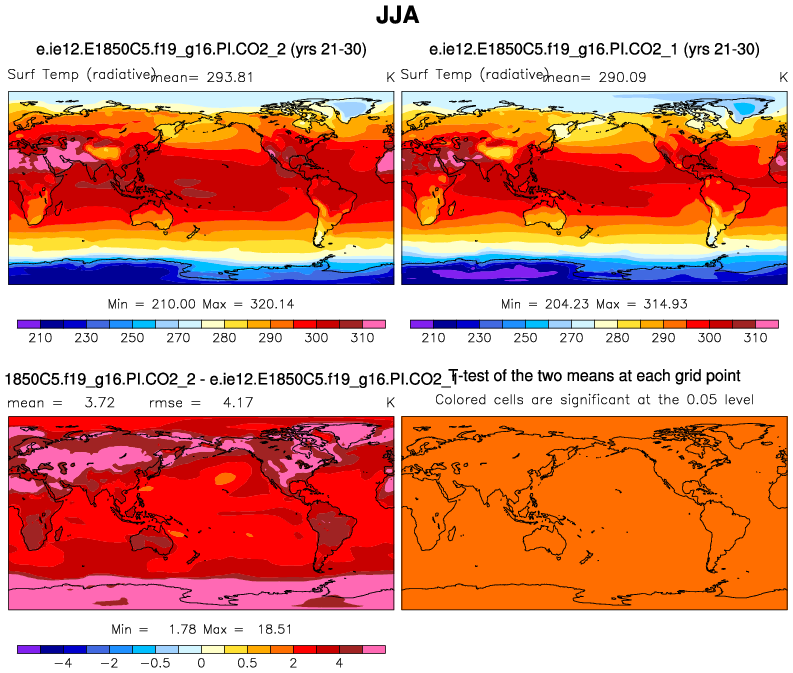 JJA
e.ie12.E1850C5.f19_g16.PI.CO2_2 (yrs 21-30)
e.ie12.E1850C5.f19_g16.PI.CO2_1 (yrs 21-30)
Surf Temp (radiative)
mean= 293.81
K
Surf Temp (radiative)
mean= 290.09
K
Min = 210.00 Max = 320.14
Min = 204.23 Max = 314.93
210 230 250 270 280 290 300 310
210 230 250 270 280 290 300 310
1850C5.f19_g16.PI.CO2_2 - e.ie12.E1850C5.f19_g16.PI.CO2_1
T-test of the two means at each grid point
mean = 3.72 rmse = 4.17 K
Colored cells are significant at the 0.05 level
Min = 1.78 Max = 18.51
-4 -2 -0.5 0 0.5 2 4